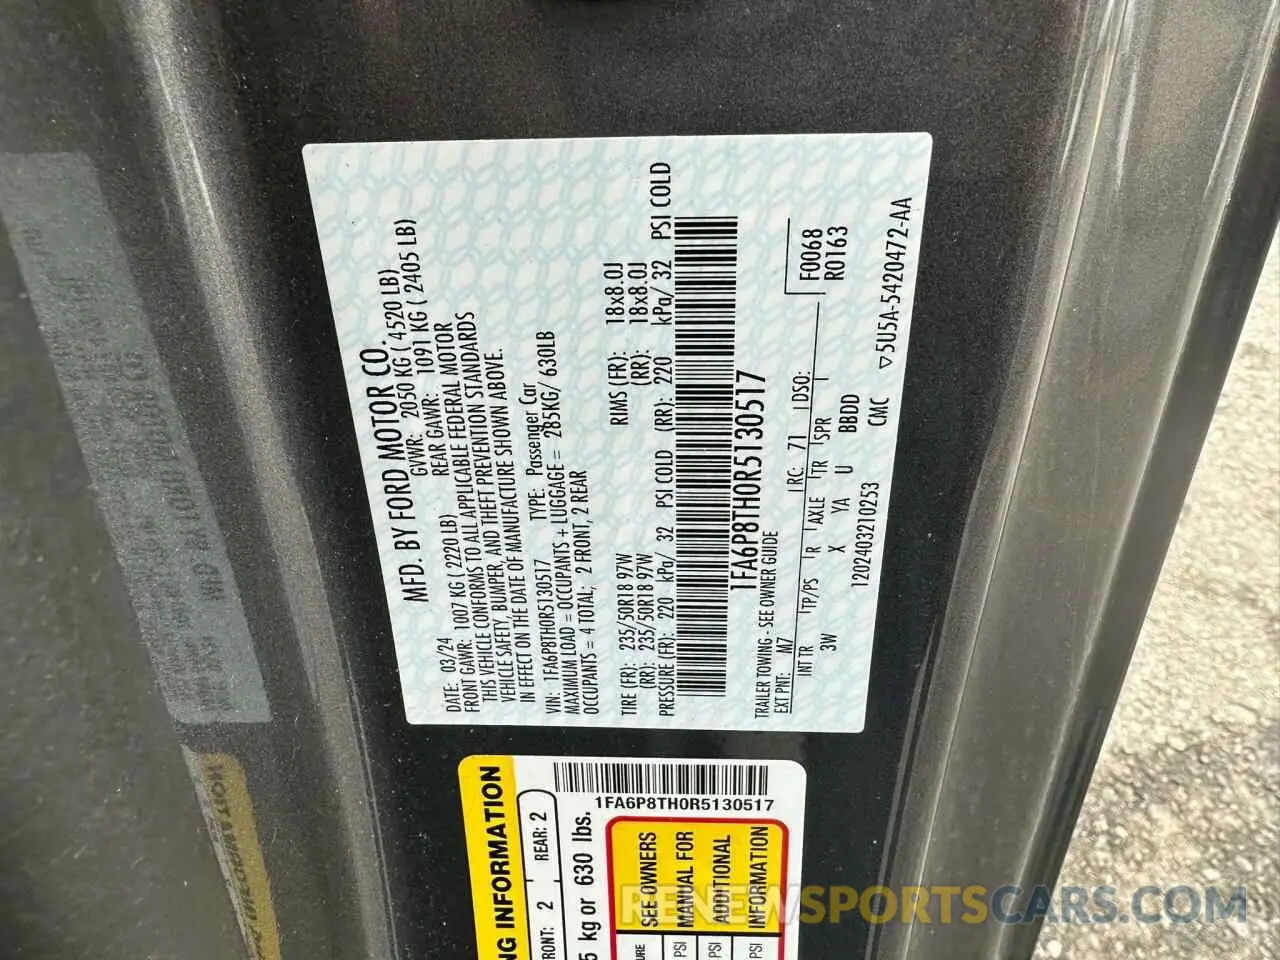 MFD. BY FORD MOTOR CO.
DATE: 03/24 GVWR: 2050 KG ( 4520 LB)
FRONT GAWR: 1007 KG ( 2220 LB) REAR GAWR: 1091 KG ( 2405 LB)
THIS VEHICLE CONFORMS TO ALL APPLICABLE FEDERAL MOTOR
VEHICLE SAFETY, BUMPER, AND THEFT PREVENTION STANDARDS
IN EFFECT ON THE DATE OF MANUFACTURE SHOWN ABOVE.
VIN: 1FA6P8TH0R5130517 TYPE: Passenger Car
MAXIMUM LOAD = OCCUPANTS + LUGGAGE = 285KG/ 630LB
OCCUPANTS = 4 TOTAL; 2 FRONT, 2 REAR
TIRE (FR): 235/50R18 97W RIMS (FR): 18x8.0J
(RR): 235/50R18 97W (RR): 18x8.0J
PRESSURE (FR): 220 kPa/ 32 PSI COLD (RR): 220 kPa/ 32 PSI COLD
1FA6P8TH0R5130517
TRAILER TOWING - SEE OWNER GUIDE
F0068
R0163
EXT PNT: M7 RC: 71 DSO:
INT TR TP/PS R AXLE TR SPR
3W X YA U BBDD
1202403210253 CMC
▽5U5A-5420472-AA
NG INFORMATION
RONT: 2 REAR: 2
5 kg or 630 lbs.
1FA6P8TH0R5130517
SEE OWNERS
MANUAL FOR
ADDITIONAL
INFORMATION
URE
PSI
PSI
PSI
RENEWSPORTSCARS.COM